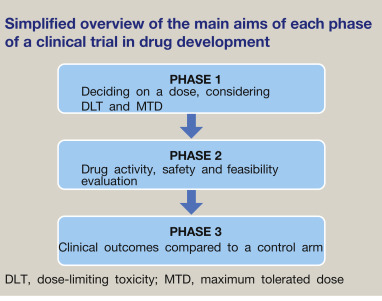 Simplified overview of the main aims of each phase
of a clinical trial in drug development
PHASE 1
Deciding on a dose, considering
DLT and MTD
PHASE 2
Drug activity, safety and feasibility
evaluation
PHASE 3
Clinical outcomes compared to a control arm
DLT, dose-limiting toxicity; MTD, maximum tolerated dose